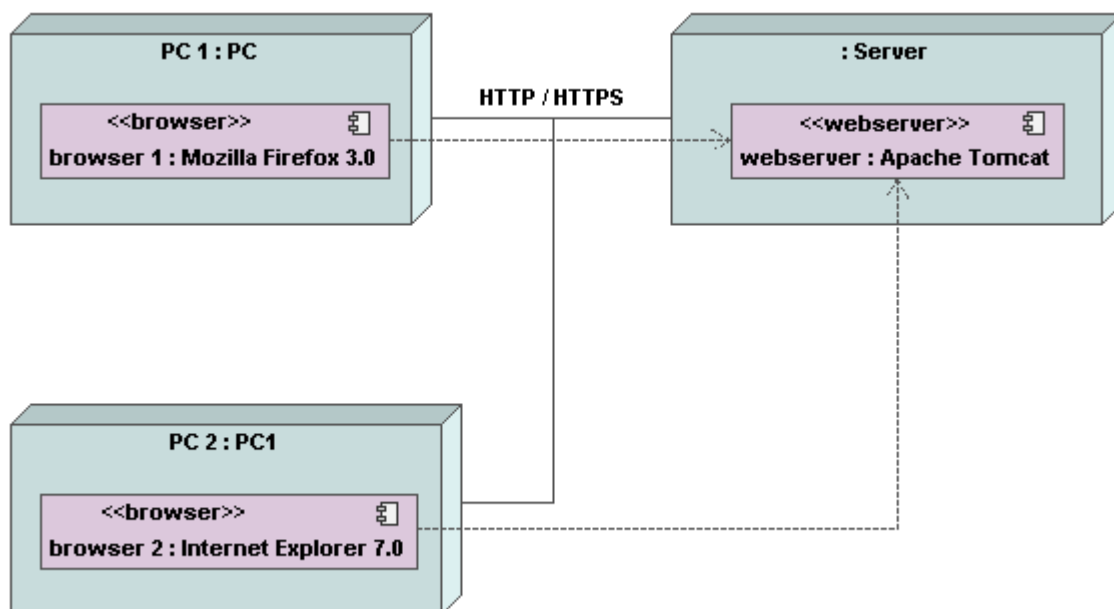 PC 1 : PC
<<browser>>
browser 1 : Mozilla Firefox 3.0
HTTP / HTTPS
: Server
<<webserver>>
webserver : Apache Tomcat
PC 2 : PC1
<<browser>>
browser 2 : Internet Explorer 7.0